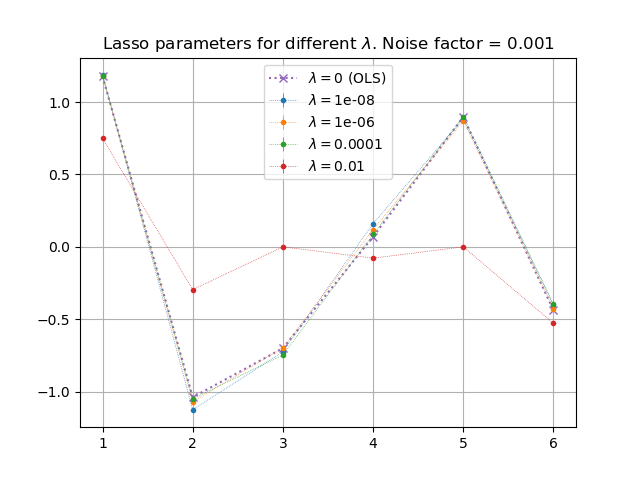 Lasso parameters for different λ. Noise factor = 0.001
λ = 0 (OLS)
λ = 1e-08
λ = 1e-06
λ = 0.0001
λ = 0.01
1.0
0.5
0.0
−0.5
−1.0
1 2 3 4 5 6